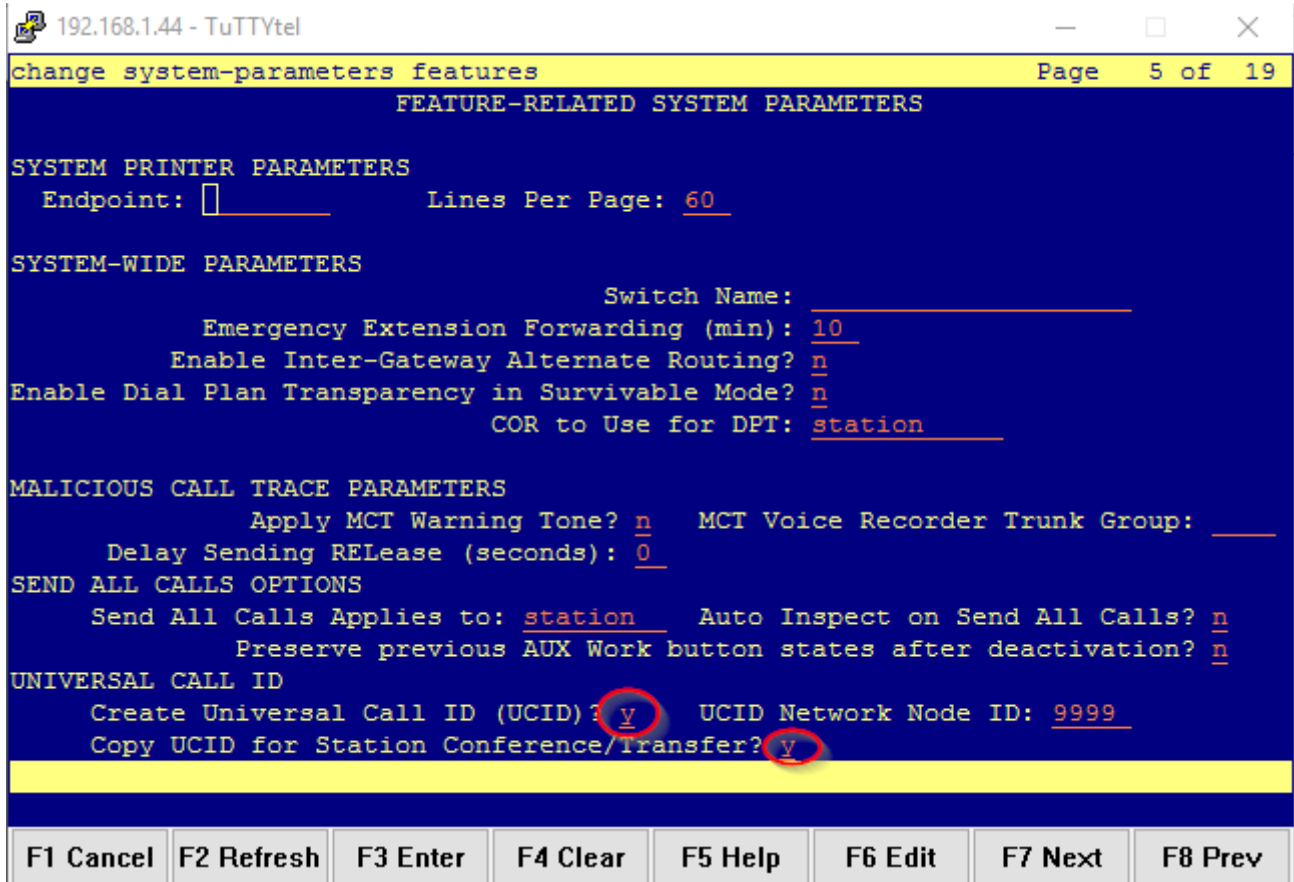 192.168.1.44 - TuTTYtel
change system-parameters features Page 5 of 19
FEATURE-RELATED SYSTEM PARAMETERS
SYSTEM PRINTER PARAMETERS
Endpoint: Lines Per Page: 60
SYSTEM-WIDE PARAMETERS
Switch Name:
Emergency Extension Forwarding (min): 10
Enable Inter-Gateway Alternate Routing? n
Enable Dial Plan Transparency in Survivable Mode? n
COR to Use for DPT: station
MALICIOUS CALL TRACE PARAMETERS
Apply MCT Warning Tone? n MCT Voice Recorder Trunk Group:
Delay Sending RELease (seconds): 0
SEND ALL CALLS OPTIONS
Send All Calls Applies to: station Auto Inspect on Send All Calls? n
Preserve previous AUX Work button states after deactivation? n
UNIVERSAL CALL ID
Create Universal Call ID (UCID)? y UCID Network Node ID: 9999
Copy UCID for Station Conference/Transfer? y
F1 Cancel F2 Refresh F3 Enter F4 Clear F5 Help F6 Edit F7 Next F8 Prev